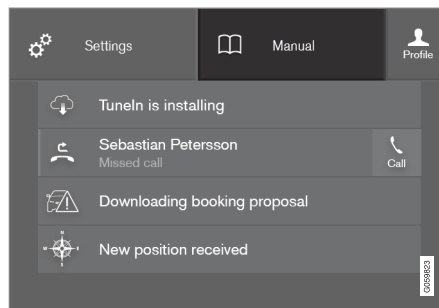 Settings
Manual
Profile
TuneIn is installing
Sebastian Petersson
Missed call
Call
Downloading booking proposal
N
W E
S
New position received
G059823